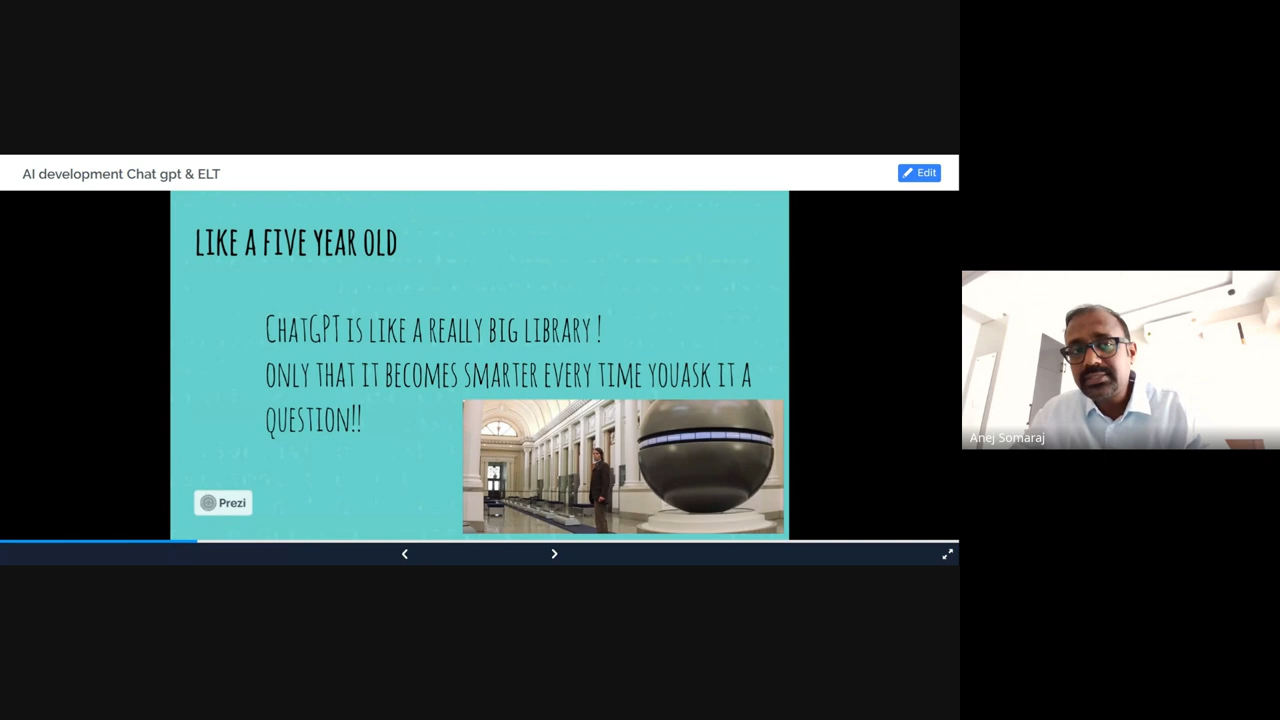 AI development Chat gpt & ELT
Edit
LIKE A FIVE YEAR OLD
CHATGPT IS LIKE A REALLY BIG LIBRARY !
ONLY THAT IT BECOMES SMARTER EVERY TIME YOUASK IT A
QUESTION!!
Prezi
Anej Somaraj